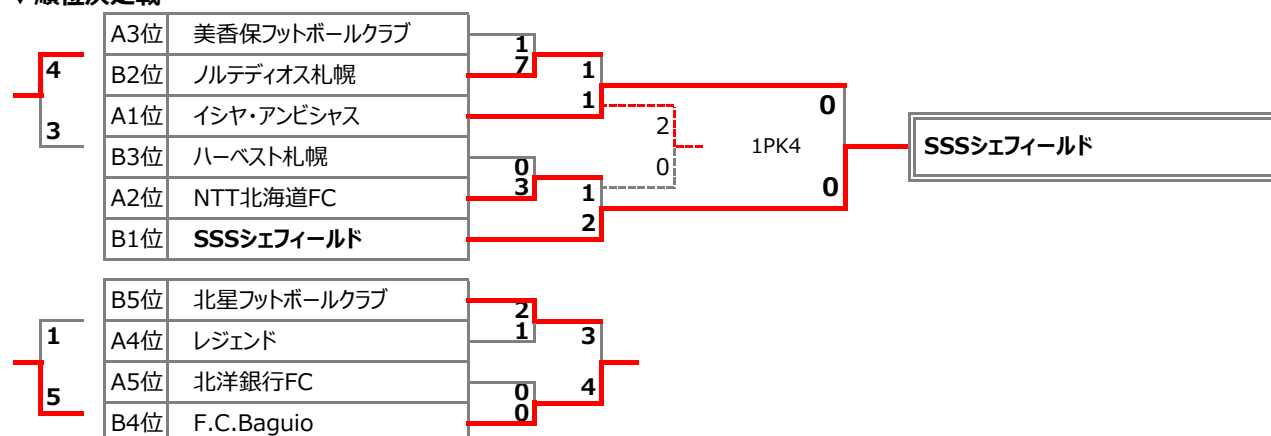 A3位 美香保フットボールクラブ 1
4 B2位 ノルテディオス札幌 7 1
A1位 イシヤ・アンビシャス 1 0
3 2 1PK4 SSSシェフィールド
B3位 ハーベスト札幌 0 0
A2位 NTT北海道FC 3 1 0
B1位 SSSシェフィールド 2
B5位 北星フットボールクラブ 2
1 A4位 レジェンド 1 3
A5位 北洋銀行FC 0 4
5
B4位 F.C.Baguio 0